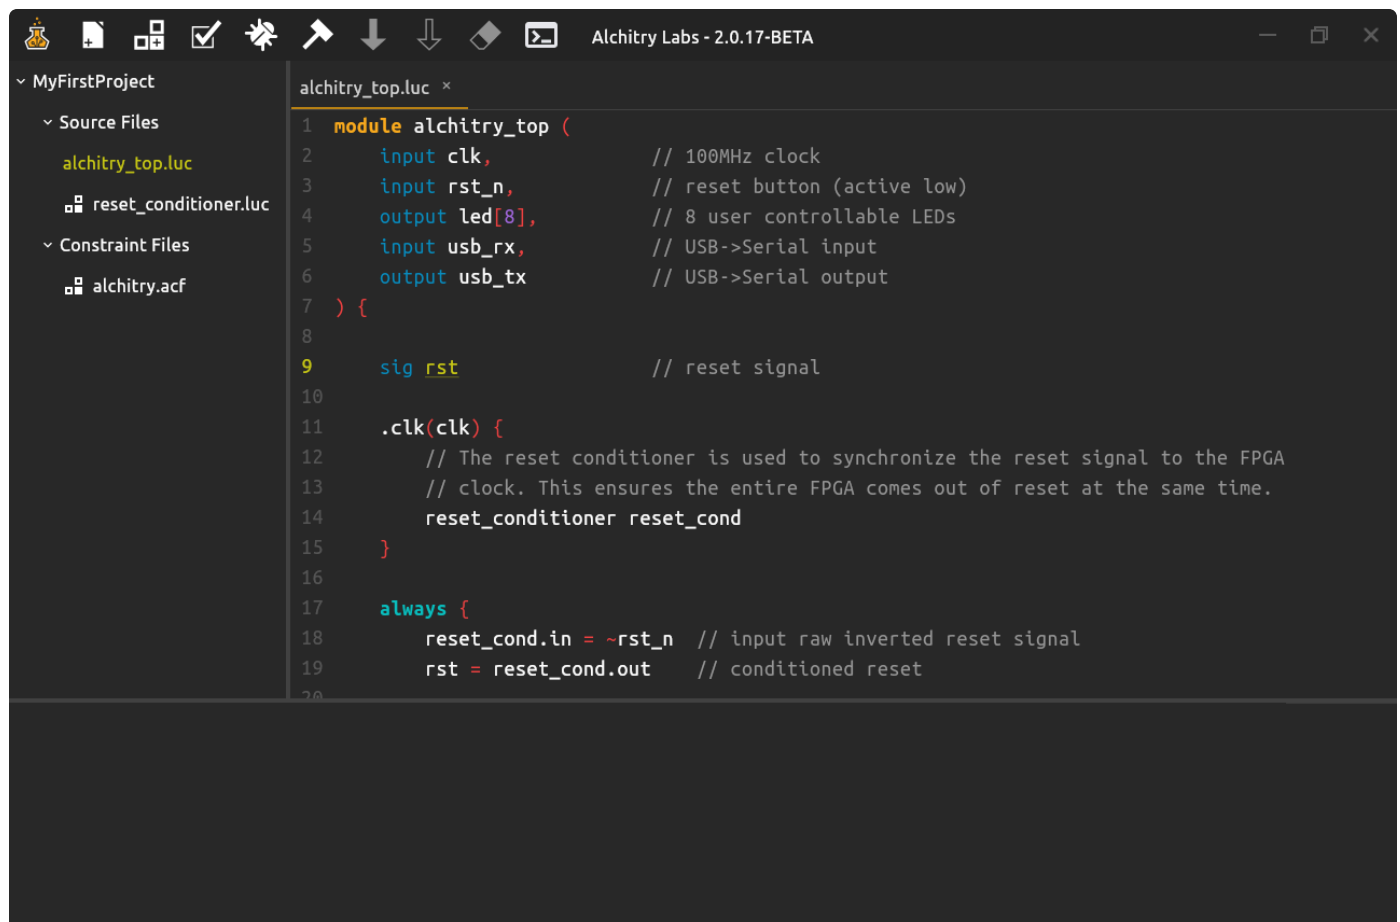 Alchitry Labs - 2.0.17-BETA
MyFirstProject
Source Files
alchitry_top.luc
reset_conditioner.luc
Constraint Files
alchitry.acf
alchitry_top.luc ×
1 module alchitry_top (
2     input clk,              // 100MHz clock
3     input rst_n,            // reset button (active low)
4     output led[8],          // 8 user controllable LEDs
5     input usb_rx,           // USB->Serial input
6     output usb_tx           // USB->Serial output
7 ) {
8
9     sig rst                 // reset signal
10
11     .clk(clk) {
12         // The reset conditioner is used to synchronize the reset signal to the FPGA
13         // clock. This ensures the entire FPGA comes out of reset at the same time.
14         reset_conditioner reset_cond
15     }
16
17     always {
18         reset_cond.in = ~rst_n  // input raw inverted reset signal
19         rst = reset_cond.out    // conditioned reset
20